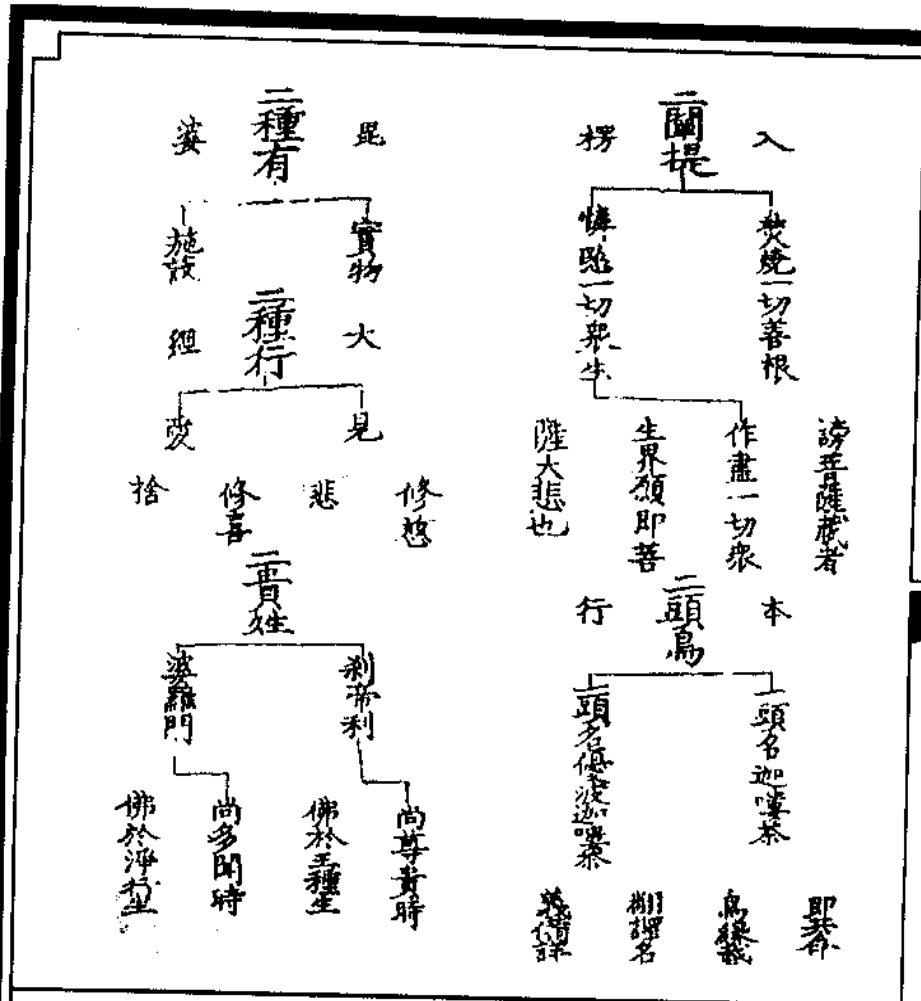 入
二闡提
楞
焚燒一切善根
謗菩薩藏者
憐愍一切眾生
作盡一切眾
生界願即菩
薩大悲也
本
二頭鳥
行
一頭名迦嘍茶
一頭名優波迦嘍茶
毘
二種有
婆
實物
施設
大
二種行
經
見
愛
修慈
悲
修喜
捨
二貴姓
剎帝利
尚尊貴時
佛於王種生
婆羅門
尚多聞時
佛於淨行生